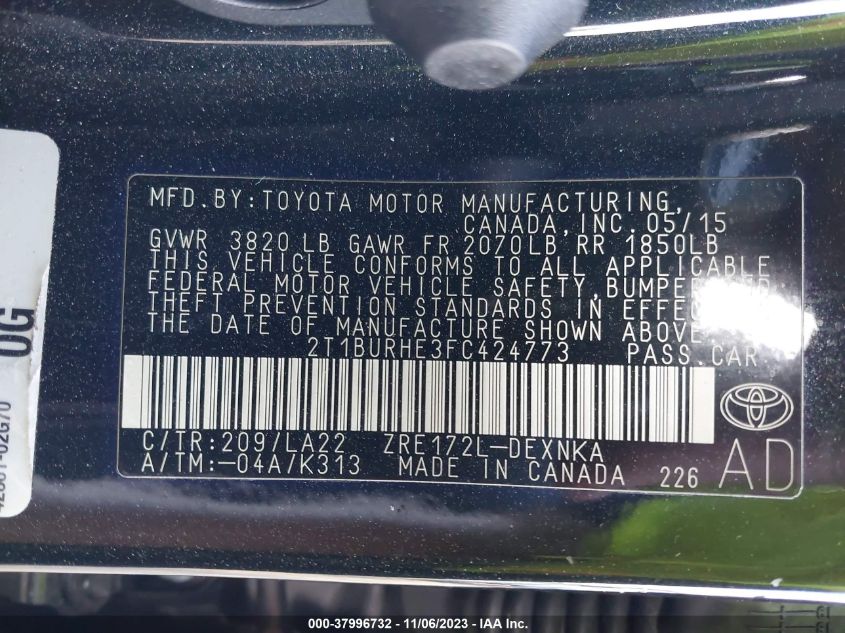 MFD.BY:TOYOTA MOTOR MANUFACTURING,
CANADA,INC. 05/15
GVWR 3820 LB GAWR FR 2070LB,RR 1850LB
THIS VEHICLE CONFORMS TO ALL APPLICABLE
FEDERAL MOTOR VEHICLE SAFETY,BUMPER
THEFT PREVENTION STANDARDS IN EFFECT
THE DATE OF MANUFACTURE SHOWN ABOVE
2T1BURHE3FC424773 PASS.CAR
C/TR:209/LA22 ZRE172L-DEXNKA
A/TM:-04A/K313 MADE IN CANADA 226
AD
0G
000-37996732 — 11/06/2023 — IAA Inc.